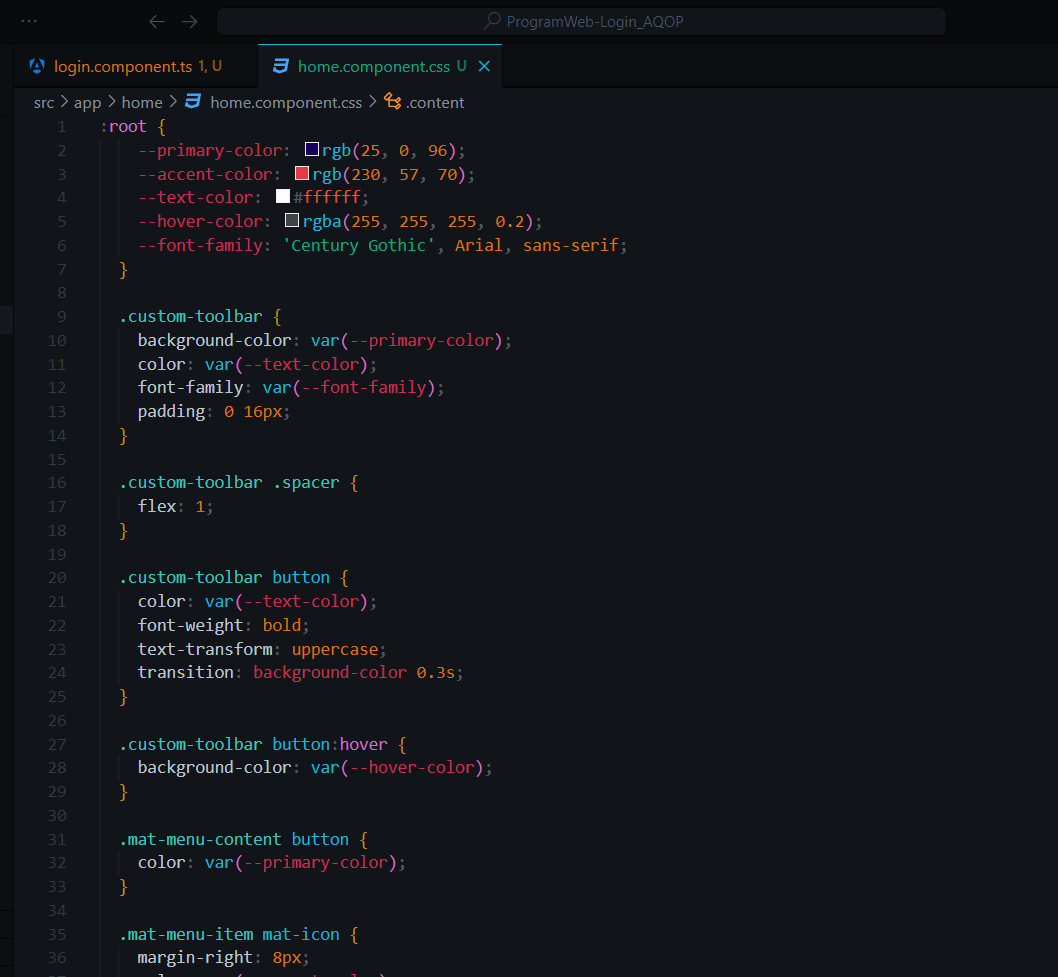 ProgramWeb-Login_AQOP
login.component.ts 1, U
home.component.css U
src > app > home > home.component.css > .content
1 :root {
2 --primary-color: rgb(25, 0, 96);
3 --accent-color: rgb(230, 57, 70);
4 --text-color: #ffffff;
5 --hover-color: rgba(255, 255, 255, 0.2);
6 --font-family: 'Century Gothic', Arial, sans-serif;
7 }
8
9 .custom-toolbar {
10 background-color: var(--primary-color);
11 color: var(--text-color);
12 font-family: var(--font-family);
13 padding: 0 16px;
14 }
15
16 .custom-toolbar .spacer {
17 flex: 1;
18 }
19
20 .custom-toolbar button {
21 color: var(--text-color);
22 font-weight: bold;
23 text-transform: uppercase;
24 transition: background-color 0.3s;
25 }
26
27 .custom-toolbar button:hover {
28 background-color: var(--hover-color);
29 }
30
31 .mat-menu-content button {
32 color: var(--primary-color);
33 }
34
35 .mat-menu-item mat-icon {
36 margin-right: 8px;